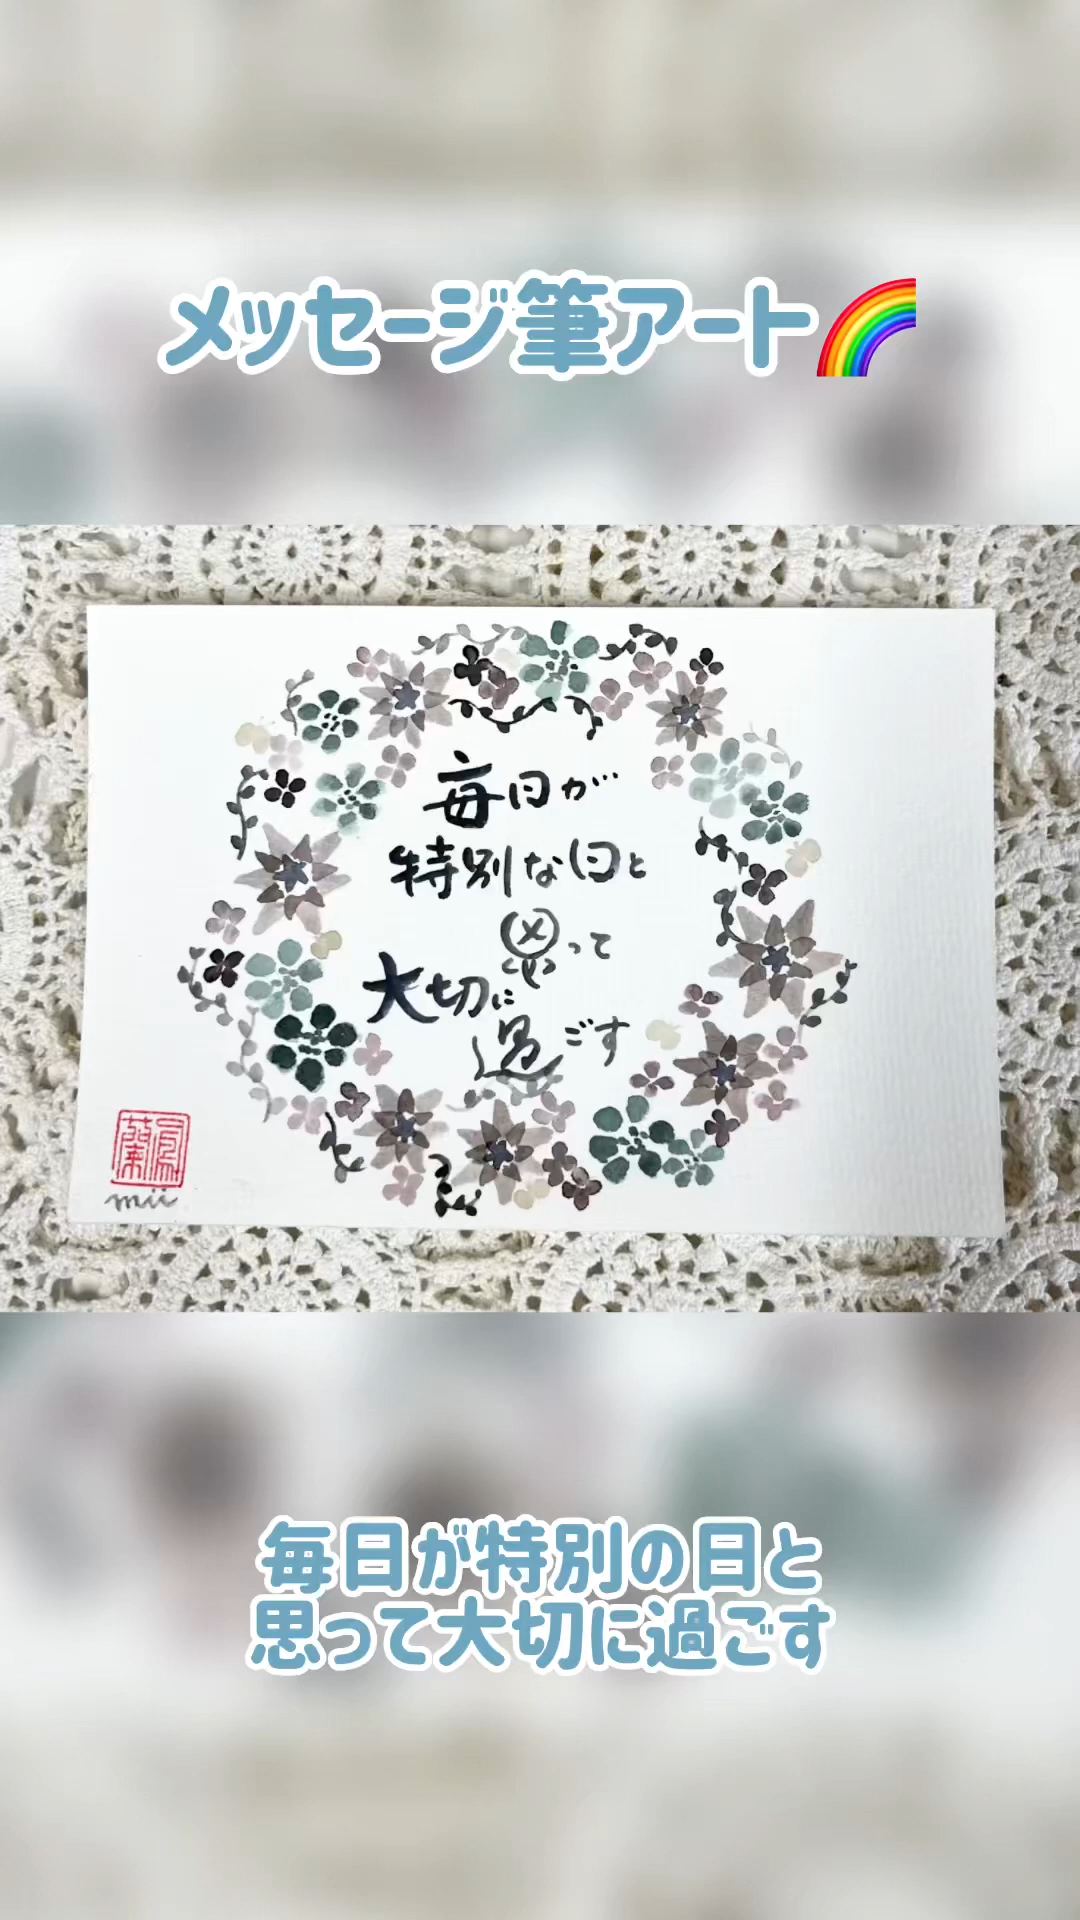 メッセージ筆アート🌈
毎日が
特別な日と
思って
大切に
過ごす
mii
毎日が特別の日と
思って大切に過ごす